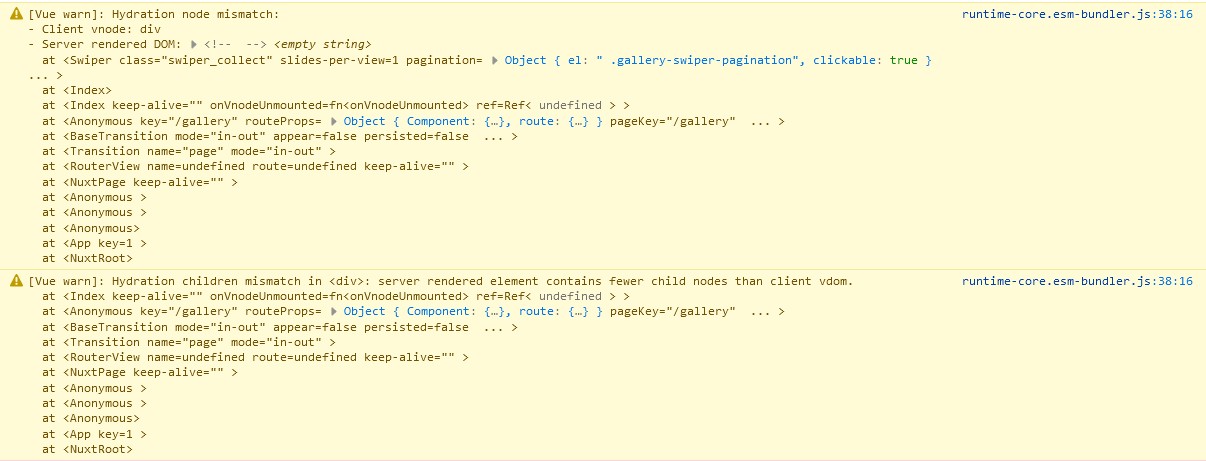 [Vue warn]: Hydration node mismatch: runtime-core.esm-bundler.js:38:16
- Client vnode: div
- Server rendered DOM: ▶ <!--  --> <empty string>
at <Swiper class="swiper_collect" slides-per-view=1 pagination= ▶ Object { el: " .gallery-swiper-pagination", clickable: true }
... >
at <Index>
at <Index keep-alive="" onVnodeUnmounted=fn<onVnodeUnmounted> ref=Ref< undefined > >
at <Anonymous key="/gallery" routeProps= ▶ Object { Component: {…}, route: {…} } pageKey="/gallery"  ... >
at <BaseTransition mode="in-out" appear=false persisted=false  ... >
at <Transition name="page" mode="in-out" >
at <RouterView name=undefined route=undefined keep-alive="" >
at <NuxtPage keep-alive="" >
at <Anonymous >
at <Anonymous >
at <Anonymous>
at <App key=1 >
at <NuxtRoot>
[Vue warn]: Hydration children mismatch in <div>: server rendered element contains fewer child nodes than client vdom. runtime-core.esm-bundler.js:38:16
at <Index keep-alive="" onVnodeUnmounted=fn<onVnodeUnmounted> ref=Ref< undefined > >
at <Anonymous key="/gallery" routeProps= ▶ Object { Component: {…}, route: {…} } pageKey="/gallery"  ... >
at <BaseTransition mode="in-out" appear=false persisted=false  ... >
at <Transition name="page" mode="in-out" >
at <RouterView name=undefined route=undefined keep-alive="" >
at <NuxtPage keep-alive="" >
at <Anonymous >
at <Anonymous >
at <Anonymous>
at <App key=1 >
at <NuxtRoot>